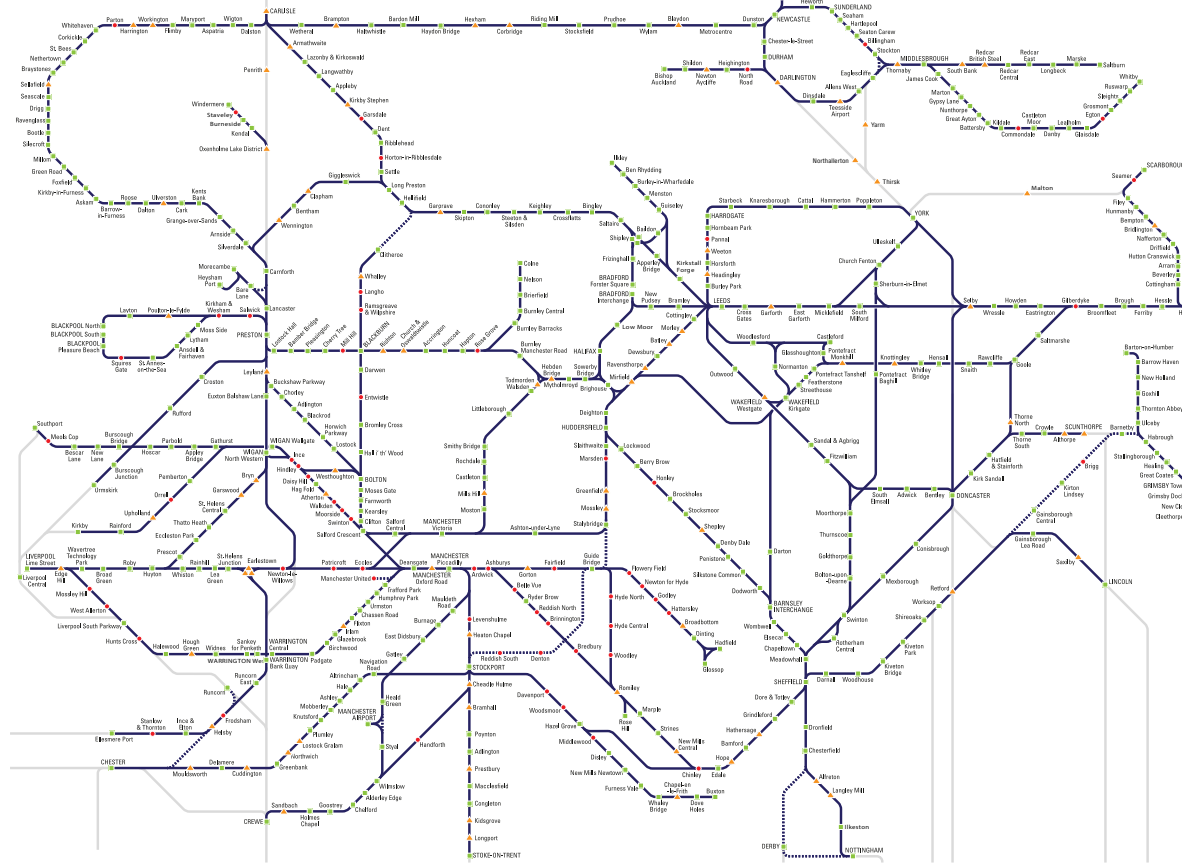 CARLISLE
Whitehaven
Parton
Harrington
Workington
Flimby
Maryport
Aspatria
Wigton
Dalston
Wetheral
Brampton
Haltwhistle
Bardon Mill
Haydon Bridge
Hexham
Corbridge
Riding Mill
Stocksfield
Prudhoe
Wylam
Blaydon
Metrocentre
Dunston
NEWCASTLE
Heworth
SUNDERLAND
Seaham
Hartlepool
Seaton Carew
Billingham
Stockton
Thornaby
MIDDLESBROUGH
South Bank
Redcar
British Steel
Redcar
Central
Redcar
East
Longbeck
Marske
Saltburn
James Cook
Marton
Gypsy Lane
Nunthorpe
Great Ayton
Battersby
Kildale
Commondale
Castleton
Moor
Danby
Lealholm
Glaisdale
Egton
Grosmont
Sleights
Ruswarp
Whitby
Chester-le-Street
DURHAM
DARLINGTON
Bishop
Auckland
Shildon
Newton
Aycliffe
Heighington
North
Road
Dinsdale
Teesside
Airport
Allens West
Eaglescliffe
Yarm
Northallerton
Thirsk
Malton
SCARBOROUGH
Seamer
Filey
Hunmanby
Bempton
Bridlington
Nafferton
Driffield
Hutton Cranswick
Arram
Beverley
Cottingham
Corkickle
St. Bees
Nethertown
Braystones
Sellafield
Seascale
Drigg
Ravenglass
Bootle
Silecroft
Millom
Green Road
Foxfield
Kirkby-in-Furness
Askam
Barrow-
in-Furness
Roose
Dalton
Ulverston
Cark
Kents
Bank
Grange-over-Sands
Arnside
Silverdale
Carnforth
Penrith
Windermere
Staveley
Burneside
Kendal
Oxenholme Lake District
Armathwaite
Lazonby & Kirkoswald
Langwathby
Appleby
Kirkby Stephen
Garsdale
Dent
Ribblehead
Horton-in-Ribblesdale
Settle
Long Preston
Hellifield
Giggleswick
Clapham
Bentham
Wennington
Gargrave
Skipton
Cononley
Steeton &
Silsden
Keighley
Crossflatts
Bingley
Saltaire
Shipley
Frizinghall
BRADFORD
Forster Square
BRADFORD
Interchange
Ilkley
Ben Rhydding
Burley-in-Wharfedale
Menston
Guiseley
Baildon
Apperley
Bridge
Kirkstall
Forge
New
Pudsey
Bramley
LEEDS
Starbeck
Knaresborough
Cattal
Hammerton
Poppleton
YORK
HARROGATE
Hornbeam Park
Pannal
Weeton
Horsforth
Headingley
Burley Park
Ulleskelf
Church Fenton
Sherburn-in-Elmet
Cross
Gates
Garforth
East
Garforth
Micklefield
South
Milford
Selby
Wressle
Howden
Eastrington
Gilberdyke
Broomfleet
Brough
Ferriby
Hessle
Saltmarshe
Goole
Morecambe
Heysham
Port
Bare
Lane
Lancaster
Clitheroe
Whalley
Langho
Ramsgreave
& Wilpshire
BLACKBURN
Colne
Nelson
Brierfield
Burnley Central
Burnley Barracks
Layton
Poulton-le-Fylde
Kirkham &
Wesham
Salwick
BLACKPOOL North
BLACKPOOL South
BLACKPOOL
Pleasure Beach
Squires
Gate
St. Annes-
on-the-Sea
Ansdell &
Fairhaven
Lytham
Moss Side
PRESTON
Lostock Hall
Bamber Bridge
Pleasington
Cherry Tree
Mill Hill
Rishton
Church &
Oswaldtwistle
Accrington
Huncoat
Hapton
Rose Grove
Burnley
Manchester Road
Hebden
Bridge
Todmorden
Walsden
Mytholmroyd
Sowerby
Bridge
HALIFAX
Low Moor
Brighouse
Mirfield
Ravensthorpe
Dewsbury
Batley
Morley
Cottingley
Woodlesford
Castleford
Glasshoughton
Normanton
Pontefract
Monkhill
Pontefract Tanshelf
Featherstone
Streethouse
Pontefract
Baghill
Knottingley
Whitley
Bridge
Hensall
Snaith
Rawcliffe
Outwood
WAKEFIELD
Westgate
WAKEFIELD
Kirkgate
Sandal & Agbrigg
Fitzwilliam
Leyland
Euxton Balshaw Lane
Croston
Rufford
Buckshaw Parkway
Chorley
Adlington
Blackrod
Horwich
Parkway
Lostock
Darwen
Entwistle
Bromley Cross
Hall i' th' Wood
BOLTON
Moses Gate
Farnworth
Kearsley
Clifton
Salford Crescent
Salford
Central
MANCHESTER
Victoria
Littleborough
Smithy Bridge
Rochdale
Castleton
Mills Hill
Moston
Ashton-under-Lyne
Stalybridge
Mossley
Greenfield
Marsden
Slaithwaite
HUDDERSFIELD
Deighton
Lockwood
Berry Brow
Honley
Brockholes
Stocksmoor
Shepley
Denby Dale
Penistone
Silkstone Common
Dodworth
BARNSLEY
INTERCHANGE
Darton
Wombwell
Elsecar
Chapeltown
Meadowhall
SHEFFIELD
Southport
Meols Cop
Bescar
Lane
New
Lane
Burscough
Bridge
Hoscar
Parbold
Appley
Bridge
Gathurst
WIGAN Wallgate
WIGAN
North Western
Burscough
Junction
Ormskirk
Pemberton
Orrell
Upholland
Rainford
Kirkby
Bryn
Garswood
St. Helens
Central
Thatto Heath
Eccleston Park
Prescot
Ince
Hindley
Westhoughton
Daisy Hill
Hag Fold
Atherton
Walkden
Moorside
Swinton
LIVERPOOL
Lime Street
Liverpool
Central
Edge
Hill
Wavertree
Technology
Park
Broad
Green
Roby
Huyton
Whiston
Rainhill
Lea
Green
St.Helens
Junction
Earlestown
Newton-le-
Willows
Patricroft
Eccles
Manchester United
Deansgate
MANCHESTER
Oxford Road
MANCHESTER
Piccadilly
Mossley Hill
West Allerton
Liverpool South Parkway
Hunts Cross
Halewood
Hough
Green
Widnes
Sankey
for Penketh
WARRINGTON West
WARRINGTON
Central
WARRINGTON
Bank Quay
Padgate
Birchwood
Glazebrook
Irlam
Flixton
Chassen Road
Urmston
Humphrey Park
Trafford Park
Runcorn
East
Runcorn
Frodsham
Helsby
Ince &
Elton
Stanlow
& Thornton
Ellesmere Port
CHESTER
Mouldsworth
Delamere
Cuddington
Greenbank
Northwich
Lostock Gralam
Plumley
Knutsford
Mobberley
Ashley
Hale
Altrincham
Navigation
Road
Gatley
East Didsbury
Burnage
Mauldeth
Road
Heald
Green
MANCHESTER
AIRPORT
Styal
Handforth
Wilmslow
Alderley Edge
Chelford
Goostrey
Holmes
Chapel
Sandbach
CREWE
Ardwick
Ashburys
Gorton
Fairfield
Guide
Bridge
Belle Vue
Ryder Brow
Reddish North
Brinnington
Bredbury
Romiley
Levenshulme
Heaton Chapel
Reddish South
Denton
STOCKPORT
Cheadle Hulme
Bramhall
Poynton
Adlington
Prestbury
Macclesfield
Congleton
Kidsgrove
Longport
STOKE-ON-TRENT
Flowery Field
Newton for Hyde
Godley
Hattersley
Broadbottom
Dinting
Hadfield
Glossop
Hyde North
Hyde Central
Woodley
Rose
Hill
Marple
Strines
New Mills
Central
Davenport
Woodsmoor
Hazel Grove
Middlewood
Disley
New Mills Newtown
Furness Vale
Whaley
Bridge
Chapel-en
-le-Frith
Dove
Holes
Buxton
Chinley
Edale
Hope
Bamford
Hathersage
Grindleford
Dore & Totley
Dronfield
Chesterfield
Alfreton
Langley Mill
Ilkeston
DERBY
NOTTINGHAM
South
Elmsall
Adwick
Bentley
DONCASTER
Moorthorpe
Thurnscoe
Goldthorpe
Bolton-upon
-Dearne
Conisbrough
Mexborough
Swinton
Rotherham
Central
Darnall
Woodhouse
Kiveton
Bridge
Kiveton
Park
Shireoaks
Worksop
Retford
Kirk Sandall
Hatfield
& Stainforth
Thorne
North
Thorne
South
Crowle
Althorpe
SCUNTHORPE
Barnetby
Brigg
Kirton
Lindsey
Gainsborough
Central
Gainsborough
Lea Road
Saxilby
LINCOLN
Barton-on-Humber
Barrow Haven
New Holland
Goxhill
Thornton Abbey
Ulceby
Habrough
Stallingborough
Healing
Great Coates
GRIMSBY Town
Grimsby Doc
New Cle
Cleethorpe